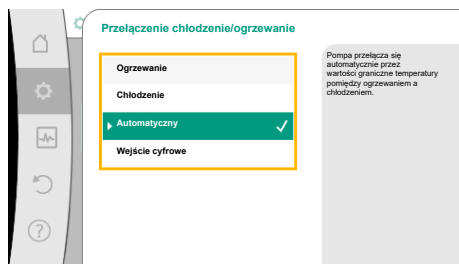 Przełączenie chłodzenie/ogrzewanie
Ogrzewanie
Chłodzenie
Automatyczny
Wejście cyfrowe
Pompa przełącza się
automatycznie przez
wartości graniczne temperatury
pomiędzy ogrzewaniem a
chłodzeniem.
?